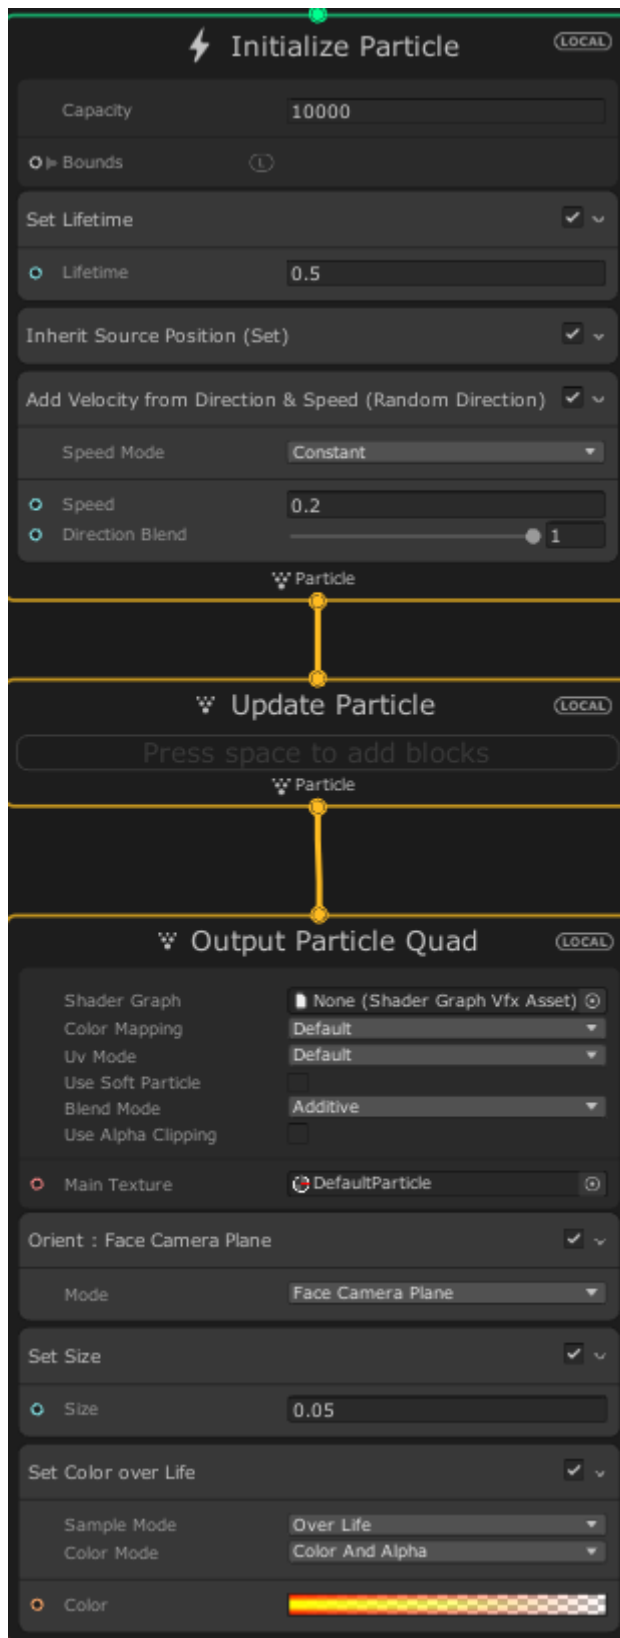 Initialize Particle
LOCAL
Capacity
10000
Bounds
L
Set Lifetime
Lifetime
0.5
Inherit Source Position (Set)
Add Velocity from Direction & Speed (Random Direction)
Speed Mode
Constant
Speed
0.2
Direction Blend
1
Particle
Update Particle
LOCAL
Press space to add blocks
Particle
Output Particle Quad
LOCAL
Shader Graph
None (Shader Graph Vfx Asset)
Color Mapping
Default
Uv Mode
Default
Use Soft Particle
Blend Mode
Additive
Use Alpha Clipping
Main Texture
DefaultParticle
Orient : Face Camera Plane
Mode
Face Camera Plane
Set Size
Size
0.05
Set Color over Life
Sample Mode
Over Life
Color Mode
Color And Alpha
Color